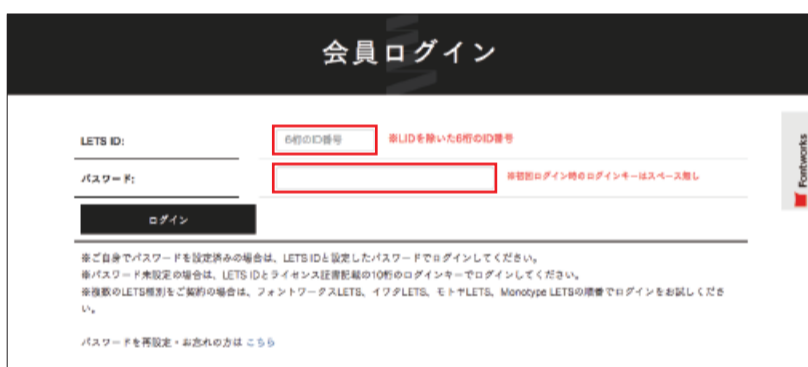 会員ログイン
LETS ID:
6桁のID番号
※LIDを除いた6桁のID番号
パスワード:
※初回ログイン時のログインキーはスペース無し
ログイン
Fontworks
※ご自身でパスワードを設定済みの場合は、LETS IDと設定したパスワードでログインしてください。
※パスワード未設定の場合は、LETS IDとライセンス証書記載の10桁のログインキーでログインしてください。
※複数のLETS種別をご契約の場合は、フォントワークスLETS、イワタLETS、モトヤLETS、Monotype LETSの順番でログインをお試しくださ
い。
パスワードを再設定・お忘れの方は こちら